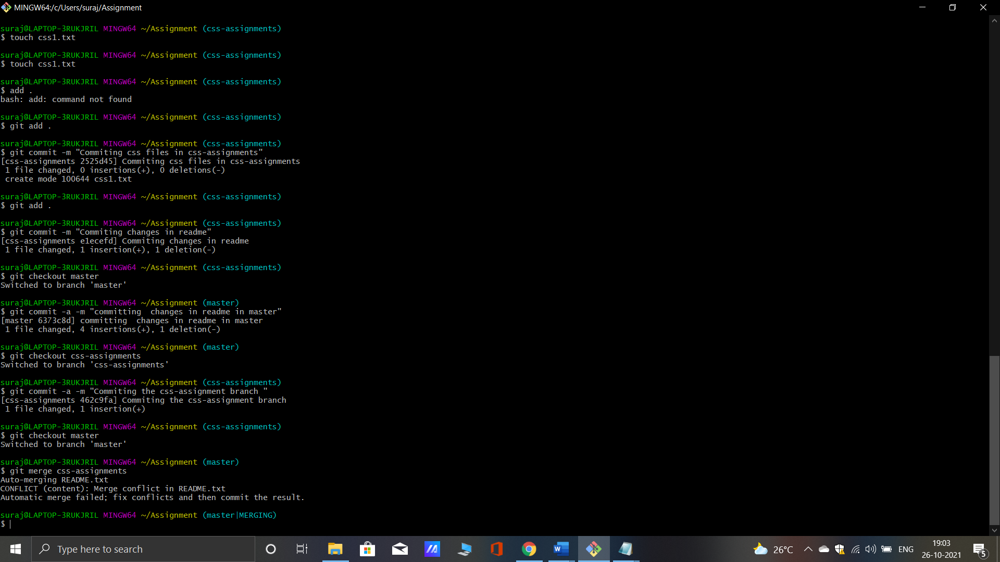 MINGW64:/c/Users/suraj/Assignment
suraj@LAPTOP-3RUKJRIL MINGW64 ~/Assignment (css-assignments)
$ touch css1.txt
suraj@LAPTOP-3RUKJRIL MINGW64 ~/Assignment (css-assignments)
$ touch css1.txt
suraj@LAPTOP-3RUKJRIL MINGW64 ~/Assignment (css-assignments)
$ add .
bash: add: command not found
suraj@LAPTOP-3RUKJRIL MINGW64 ~/Assignment (css-assignments)
$ git add .
suraj@LAPTOP-3RUKJRIL MINGW64 ~/Assignment (css-assignments)
$ git commit -m "Commiting css files in css-assignments"
[css-assignments 2525d45] Commiting css files in css-assignments
1 file changed, 0 insertions(+), 0 deletions(-)
create mode 100644 css1.txt
suraj@LAPTOP-3RUKJRIL MINGW64 ~/Assignment (css-assignments)
$ git add .
suraj@LAPTOP-3RUKJRIL MINGW64 ~/Assignment (css-assignments)
$ git commit -m "Commiting changes in readme"
[css-assignments e1ecefd] Commiting changes in readme
1 file changed, 1 insertion(+), 1 deletion(-)
suraj@LAPTOP-3RUKJRIL MINGW64 ~/Assignment (css-assignments)
$ git checkout master
Switched to branch 'master'
suraj@LAPTOP-3RUKJRIL MINGW64 ~/Assignment (master)
$ git commit -a -m "committing  changes in readme in master"
[master 6373c8d] committing  changes in readme in master
1 file changed, 4 insertions(+), 1 deletion(-)
suraj@LAPTOP-3RUKJRIL MINGW64 ~/Assignment (master)
$ git checkout css-assignments
Switched to branch 'css-assignments'
suraj@LAPTOP-3RUKJRIL MINGW64 ~/Assignment (css-assignments)
$ git commit -a -m "Commiting the css-assignment branch "
[css-assignments 462c9fa] Commiting the css-assignment branch
1 file changed, 1 insertion(+)
suraj@LAPTOP-3RUKJRIL MINGW64 ~/Assignment (css-assignments)
$ git checkout master
Switched to branch 'master'
suraj@LAPTOP-3RUKJRIL MINGW64 ~/Assignment (master)
$ git merge css-assignments
Auto-merging README.txt
CONFLICT (content): Merge conflict in README.txt
Automatic merge failed; fix conflicts and then commit the result.
suraj@LAPTOP-3RUKJRIL MINGW64 ~/Assignment (master|MERGING)
$
Type here to search
26°C
ENG
19:03
26-10-2021
5